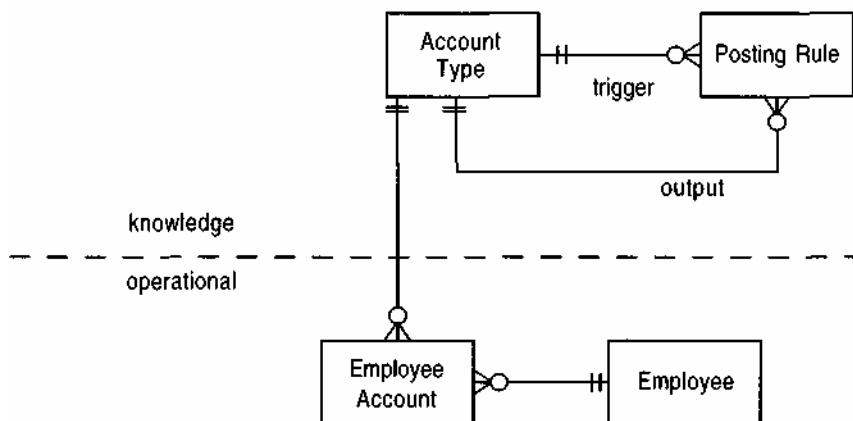 Account
Type
Posting Rule
trigger
output
knowledge
operational
Employee
Account
Employee